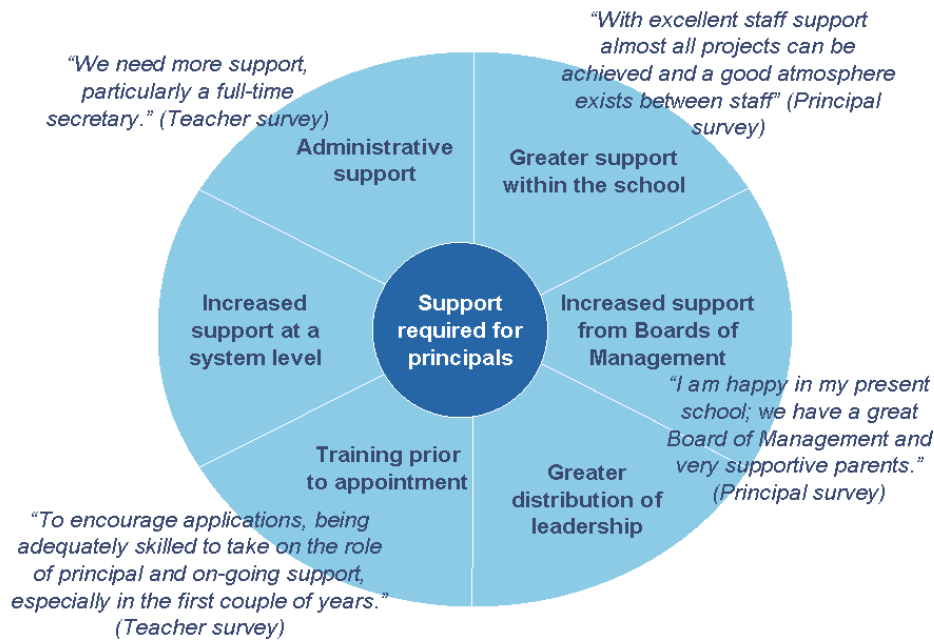 “We need more support,
particularly a full-time
secretary.” (Teacher survey)
“With excellent staff support
almost all projects can be
achieved and a good atmosphere
exists between staff” (Principal
survey)
Administrative
support
Greater support
within the school
Increased
support at a
system level
Support
required for
principals
Increased support
from Boards of
Management
“I am happy in my present
school; we have a great
Board of Management and
very supportive parents.”
(Principal survey)
Training prior
to appointment
Greater
distribution of
leadership
“To encourage applications, being
adequately skilled to take on the role
of principal and on-going support,
especially in the first couple of years.”
(Teacher survey)